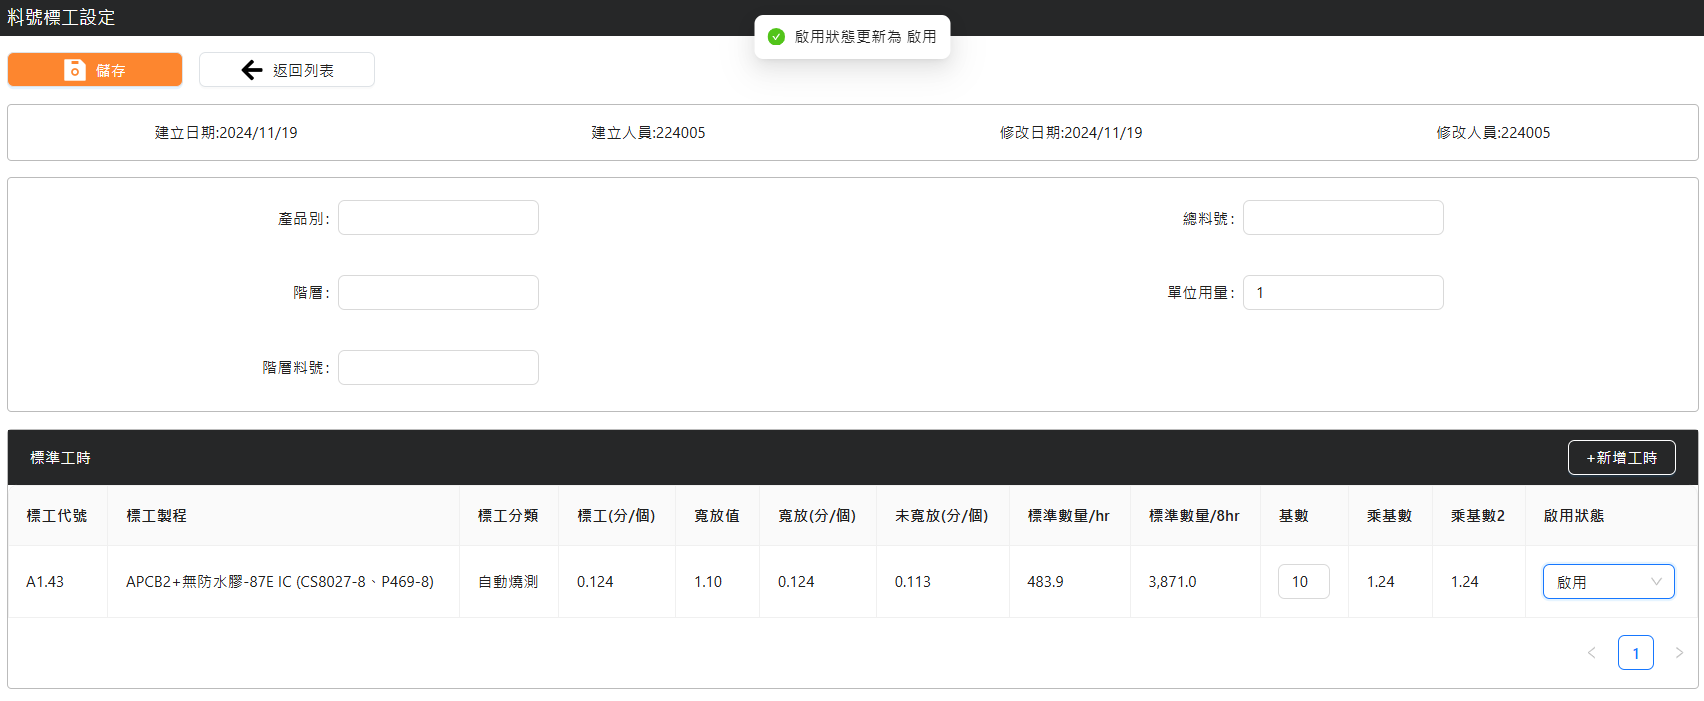 料號標工設定
啟用狀態更新為 啟用
儲存
返回列表
建立日期:2024/11/19
建立人員:224005
修改日期:2024/11/19
修改人員:224005
產品別:
總料號:
階層:
單位用量: 1
階層料號:
標準工時
+新增工時
標工代號 標工製程 標工分類 標工(分/個) 寬放值 寬放(分/個) 未寬放(分/個) 標準數量/hr 標準數量/8hr 基數 乘基數 乘基數2 啟用狀態
A1.43 APCB2+無防水膠-87E IC (CS8027-8、P469-8) 自動燒測 0.124 1.10 0.124 0.113 483.9 3,871.0 10 1.24 1.24 啟用
< 1 >